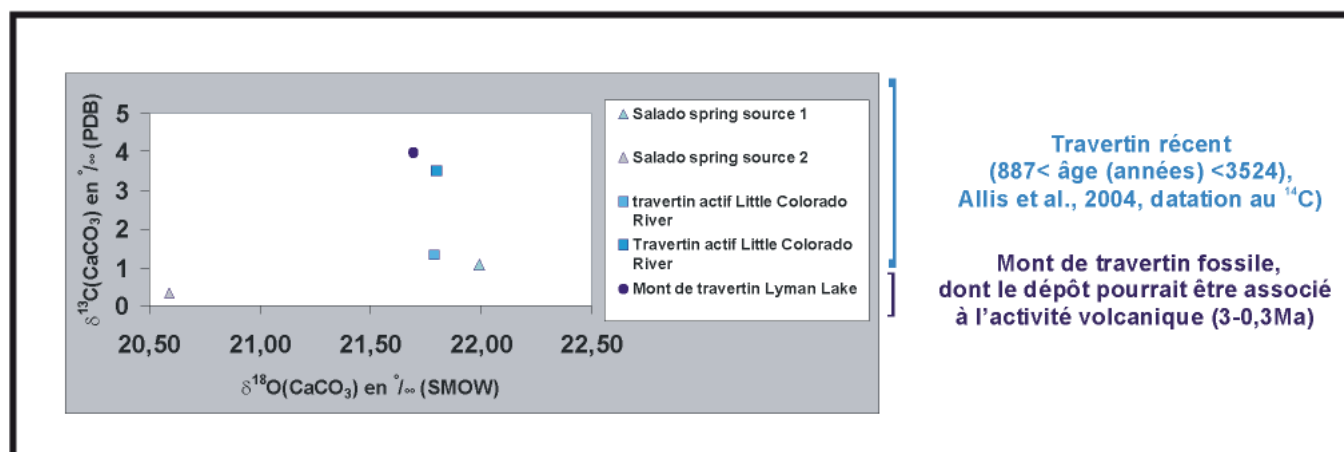 δ¹³C(CaCO₃) en °/∞ (PDB)
5
4
3
2
1
0
20,50 21,00 21,50 22,00 22,50
δ¹⁸O(CaCO₃) en °/∞ (SMOW)
Salado spring source 1
Salado spring source 2
travertin actif Little Colorado
River
Travertin actif Little Colorado
River
Mont de travertin Lyman Lake
Travertin récent
(887< âge (années) <3524),
Allis et al., 2004, datation au ¹⁴C)
Mont de travertin fossile,
dont le dépôt pourrait être associé
à l'activité volcanique (3-0,3Ma)